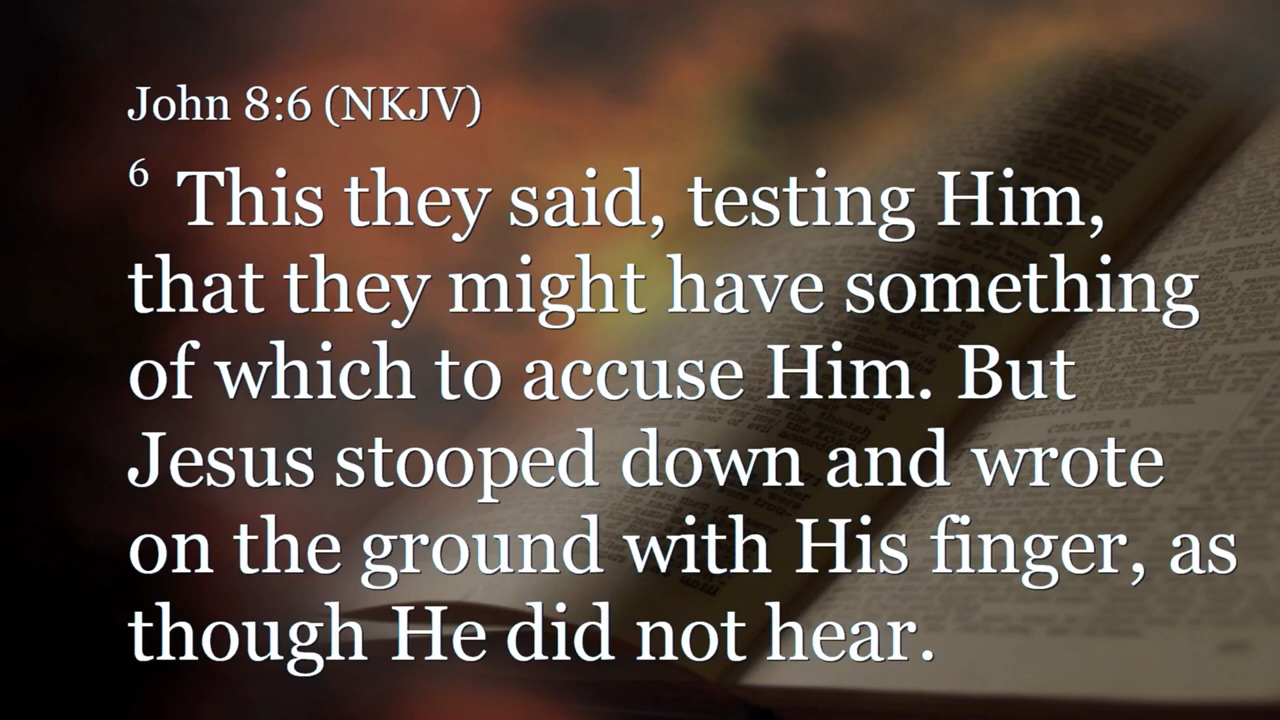 John 8:6 (NKJV)
6 This they said, testing Him,
that they might have something
of which to accuse Him. But
Jesus stooped down and wrote
on the ground with His finger, as
though He did not hear.